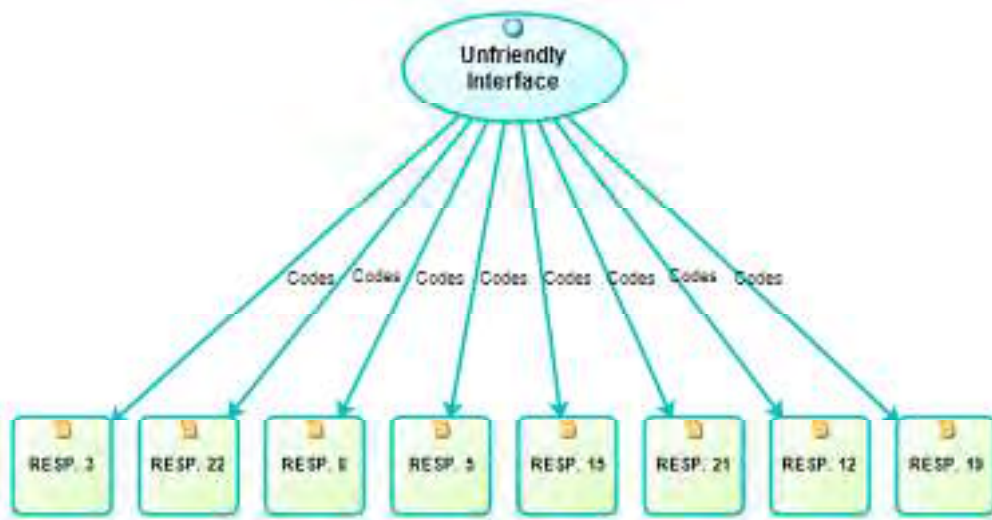 Unfriendly
Interface
Codes Codes Codes Codes Codes Codes Codes Codes
RESP. 3 RESP. 22 RESP. RESP. 5 RESP. 15 RESP. 21 RESP. 12 RESP. 19